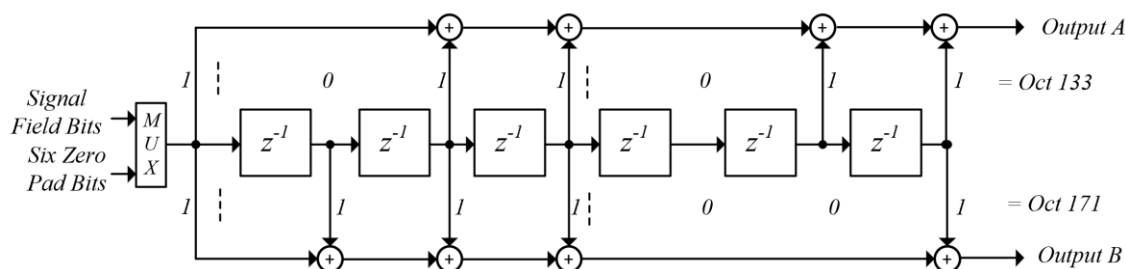 Output A
1 0 1 1 0 1 1 = Oct 133
Signal
Field Bits
Six Zero
Pad Bits
M
U
X
z⁻¹ z⁻¹ z⁻¹ z⁻¹ z⁻¹ z⁻¹
1 1 1 1 0 0 1 = Oct 171
Output B